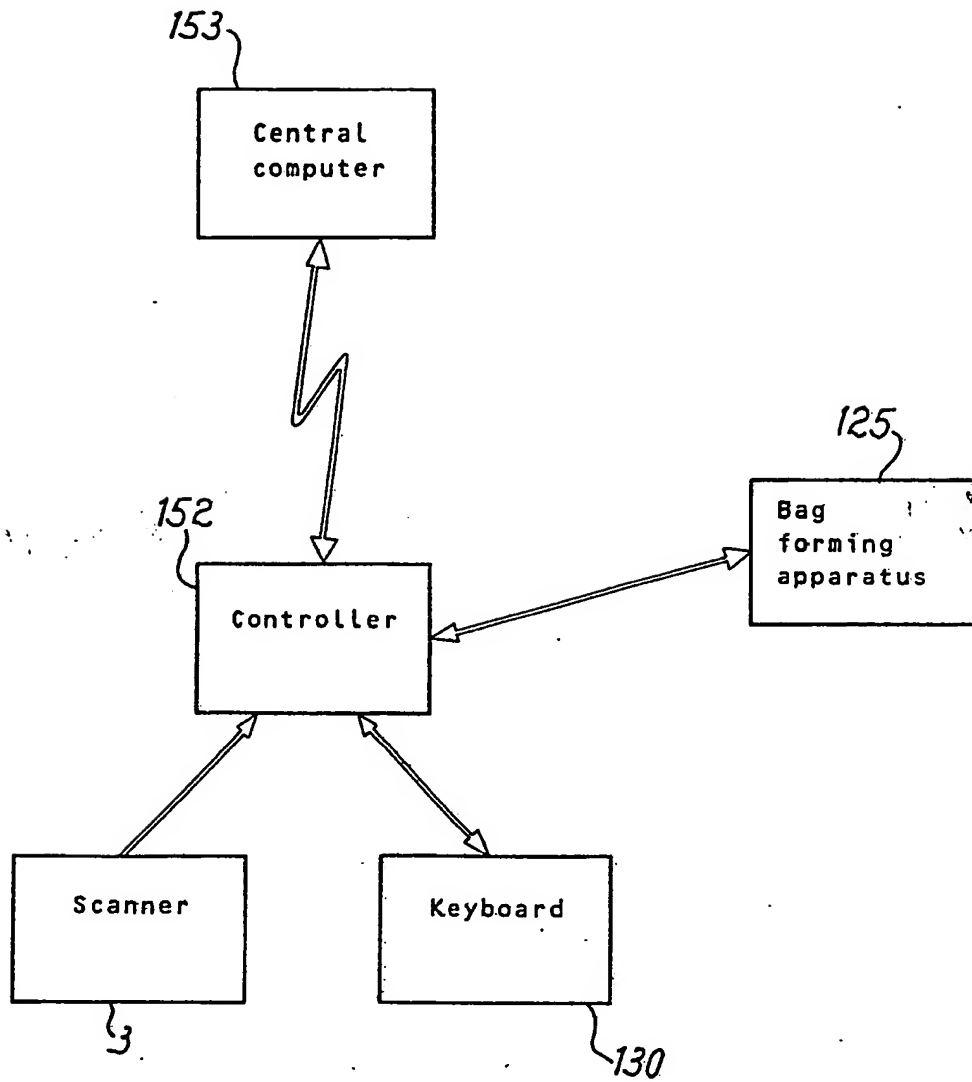 153
Central
computer
125
Bag
forming
apparatus
152
Controller
Scanner
Keyboard
3
130